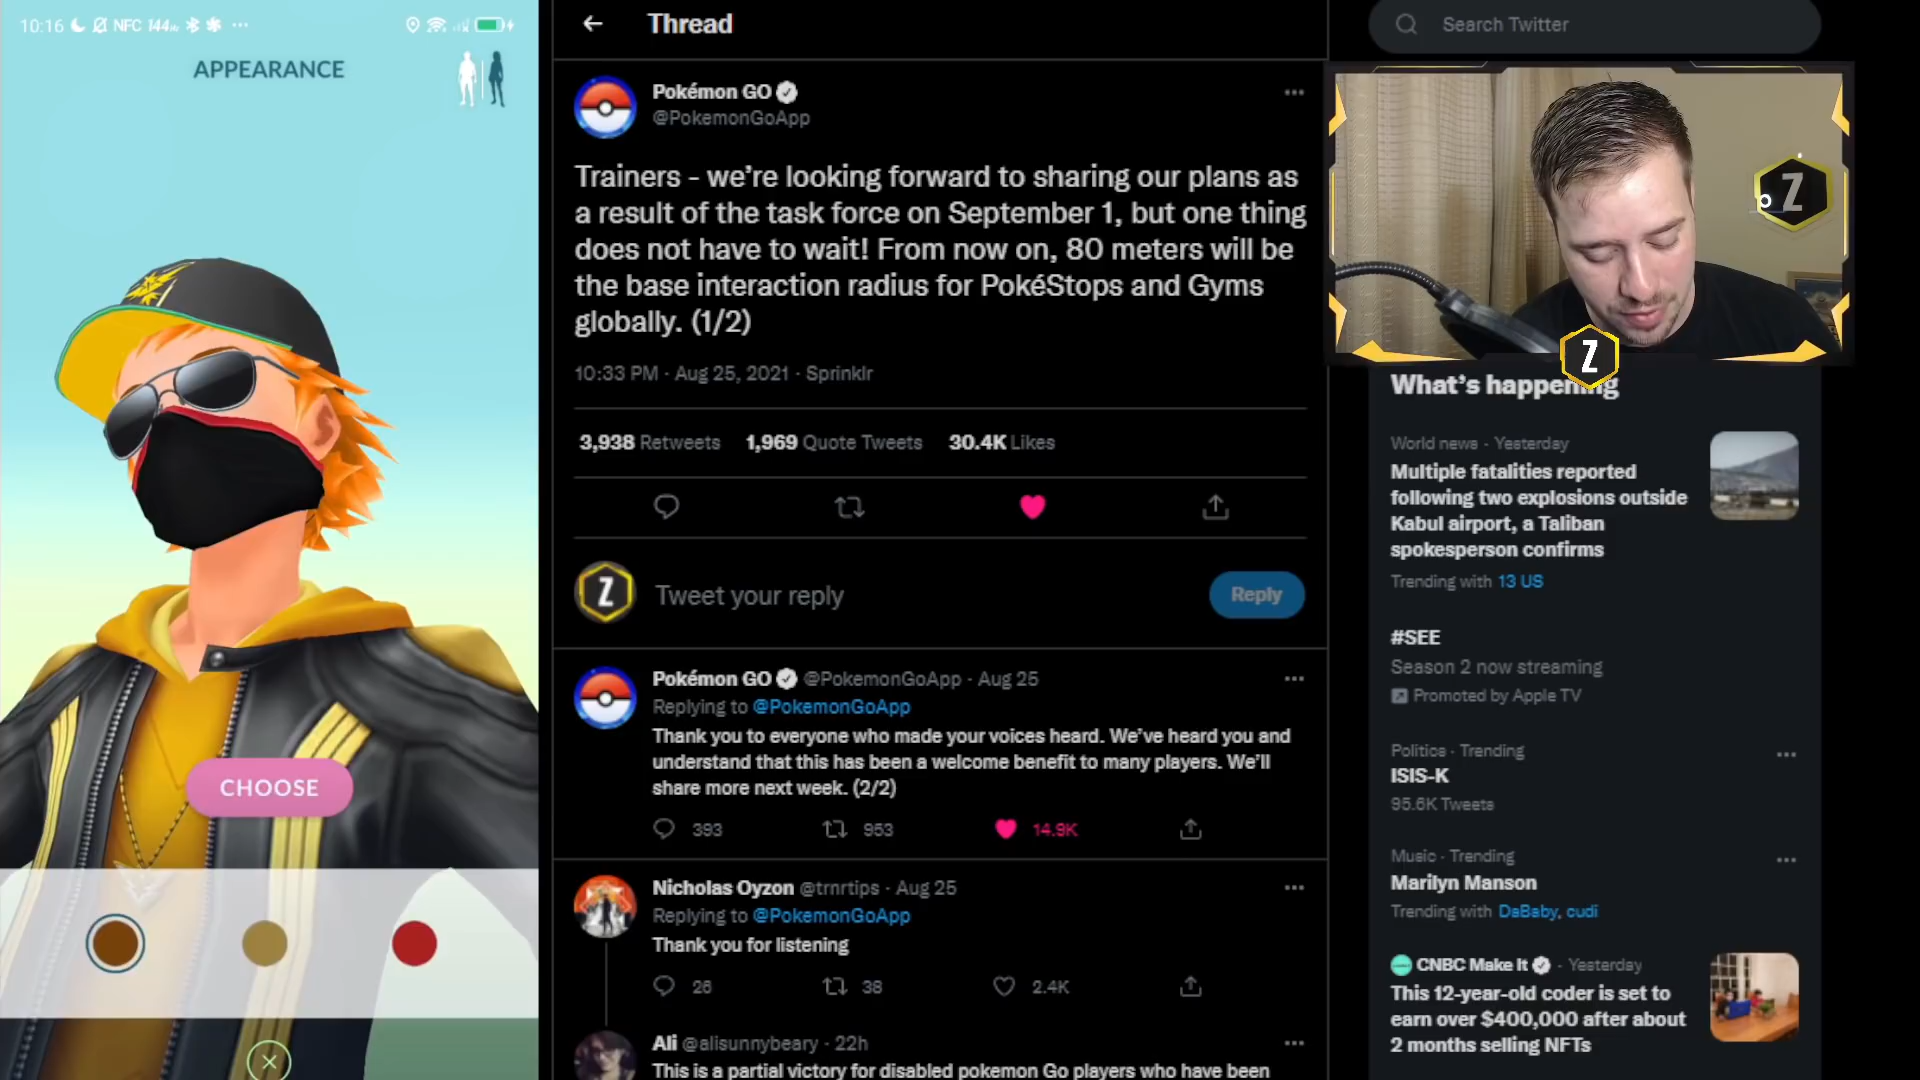 10:16 NFC 144
APPEARANCE
CHOOSE
Thread
Pokémon GO
@PokemonGoApp
Trainers - we’re looking forward to sharing our plans as
a result of the task force on September 1, but one thing
does not have to wait! From now on, 80 meters will be
the base interaction radius for PokéStops and Gyms
globally. (1/2)
10:33 PM · Aug 25, 2021 · Sprinklr
3,938 Retweets 1,969 Quote Tweets 30.4K Likes
Z
Tweet your reply
Reply
Pokémon GO @PokemonGoApp · Aug 25
Replying to @PokemonGoApp
Thank you to everyone who made your voices heard. We’ve heard you and
understand that this has been a welcome benefit to many players. We’ll
share more next week. (2/2)
393 953 14.9K
Nicholas Oyzon @trnrtips · Aug 25
Replying to @PokemonGoApp
Thank you for listening
26 38 2.4K
Ali @alisunnybeary · 22h
This is a partial victory for disabled pokemon Go players who have been
Search Twitter
Z
Z
What’s happening
World news · Yesterday
Multiple fatalities reported
following two explosions outside
Kabul airport, a Taliban
spokesperson confirms
Trending with 13 US
#SEE
Season 2 now streaming
Promoted by Apple TV
Politics · Trending
ISIS-K
95.6K Tweets
Music · Trending
Marilyn Manson
Trending with DaBaby, cudi
CNBC Make It · Yesterday
This 12-year-old coder is set to
earn over $400,000 after about
2 months selling NFTs